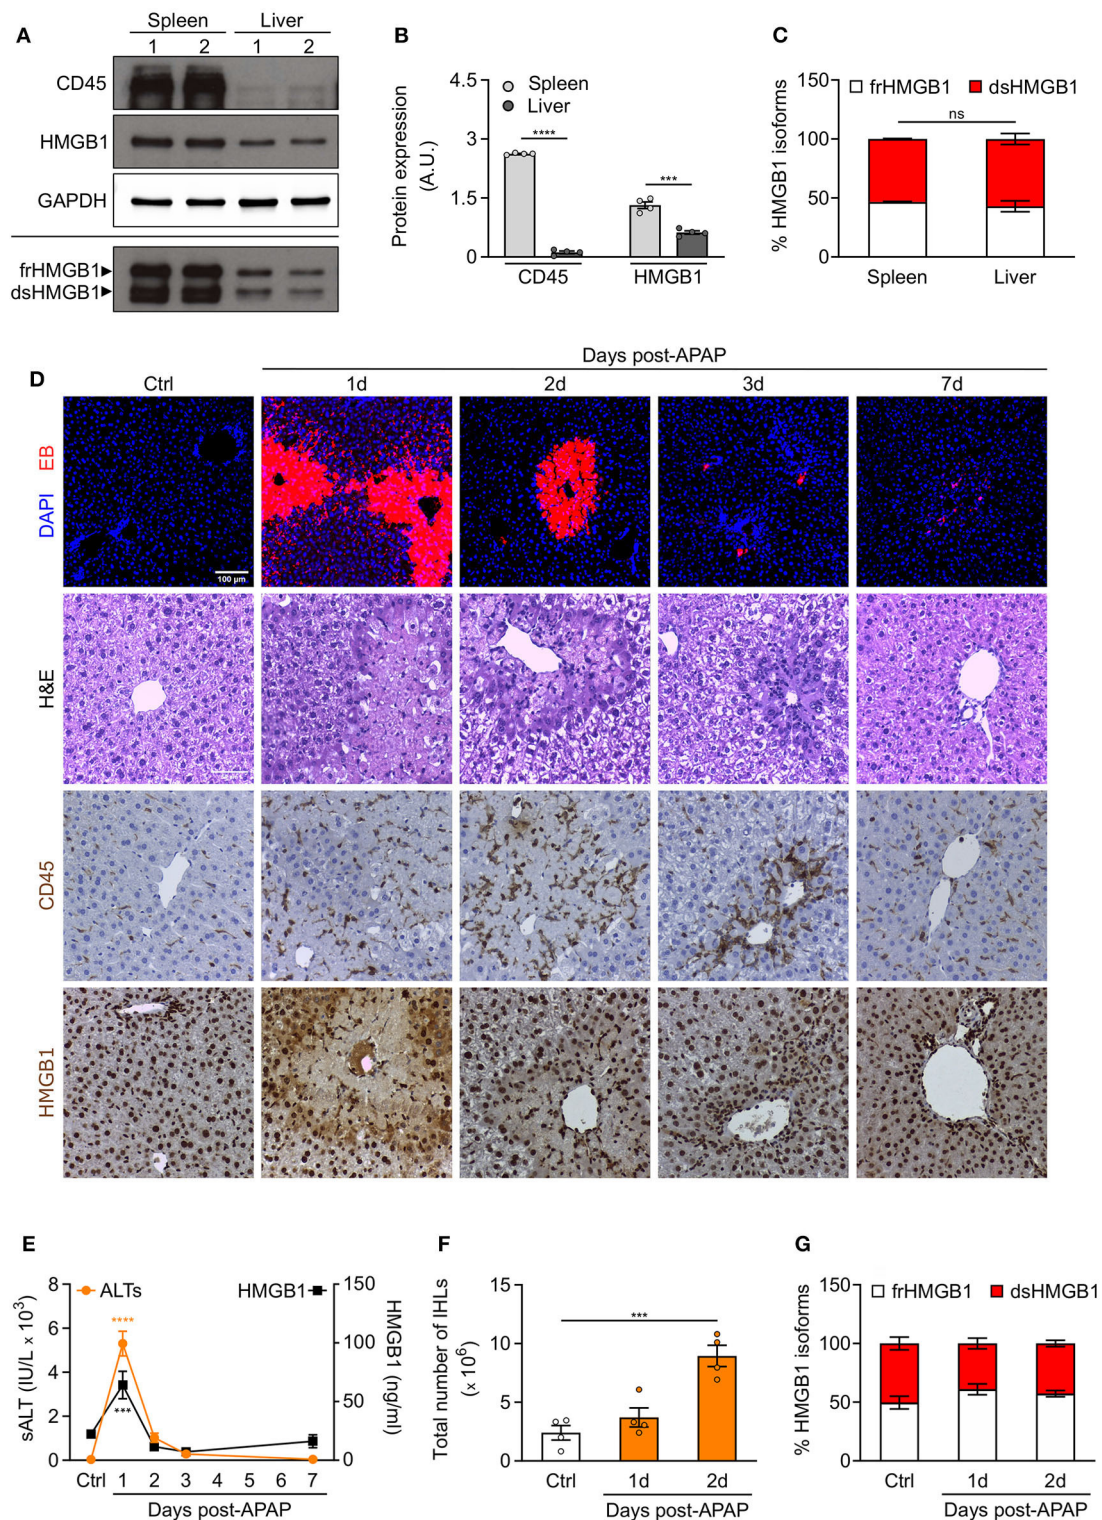 A
Spleen Liver
1 2 1 2
CD45
HMGB1
GAPDH
frHMGB1
dsHMGB1
B
Protein expression
(A.U.)
4.5
3
1.5
0
Spleen
Liver
****
***
CD45 HMGB1
C
% HMGB1 isoforms
150
100
50
0
frHMGB1 dsHMGB1
ns
Spleen Liver
Days post-APAP
D
Ctrl 1d 2d 3d 7d
DAPI EB
100 µm
H&E
CD45
HMGB1
E
sALT (IU/L x 10³)
8
6
4
2
0
ALTs HMGB1
****
***
150
100
50
0
HMGB1 (ng/ml)
Ctrl 1 2 3 4 5 6 7
Days post-APAP
F
Total number of IHLs
(x 10⁶)
15
10
5
0
***
Ctrl 1d 2d
Days post-APAP
G
% HMGB1 isoforms
150
100
50
0
frHMGB1 dsHMGB1
Ctrl 1d 2d
Days post-APAP